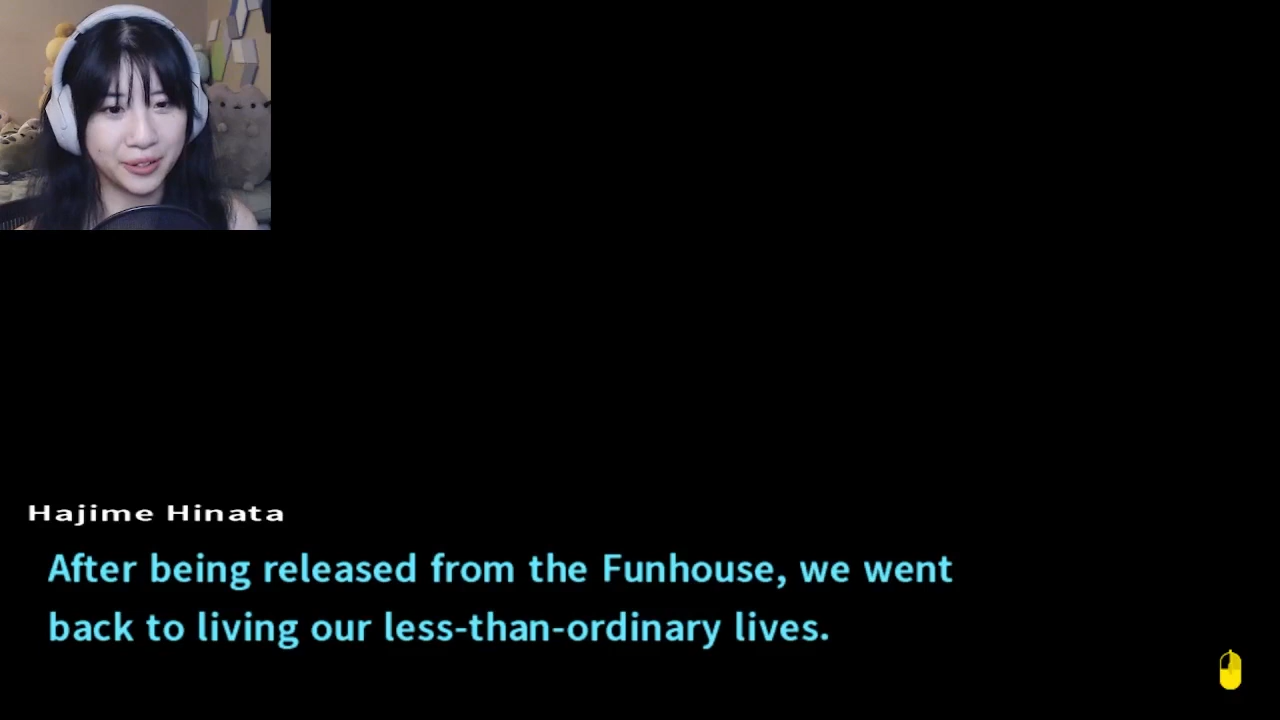 Hajime Hinata
After being released from the Funhouse, we went
back to living our less-than-ordinary lives.